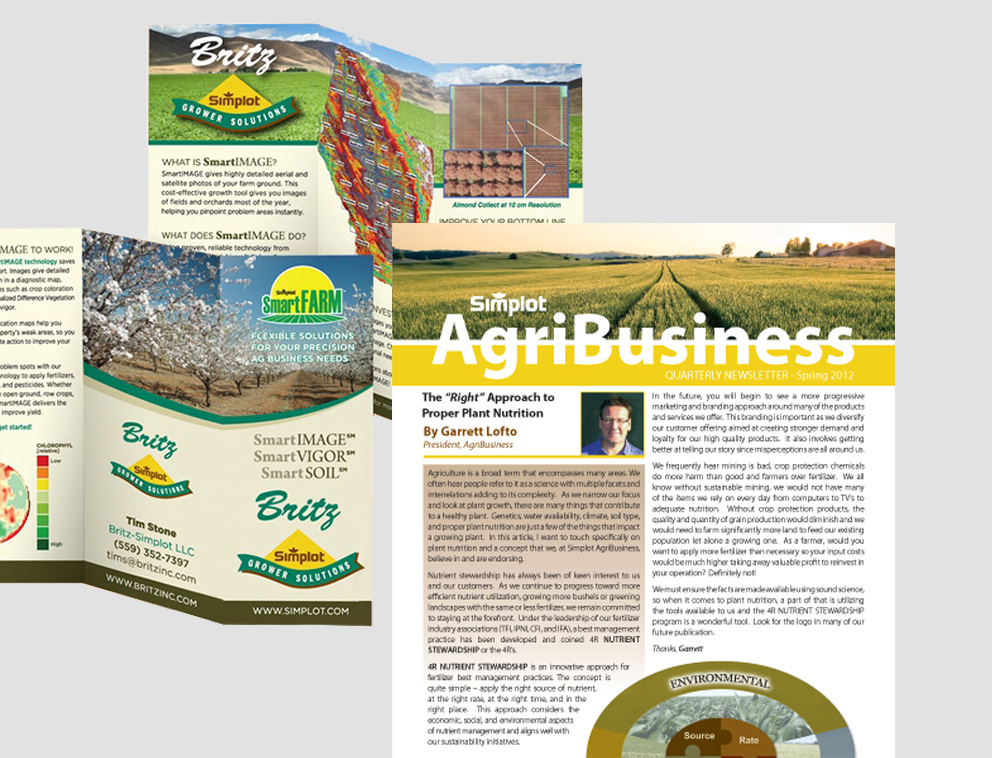 Britz
Simplot
GROWER SOLUTIONS
WHAT IS SmartIMAGE?
SmartIMAGE gives highly detailed aerial and
satellite photos of your farm ground. This
cost-effective growth tool gives you images
of fields and orchards most of the year,
helping you pinpoint problem areas instantly.
WHAT DOES SmartIMAGE DO?
proven, reliable technology from
Almond Collect at 10 cm Resolution
IMPROVE YOUR BOTTOM LINE
IMAGE TO WORK!
IMAGE technology saves
Images give detailed
in a diagnostic map,
such as crop coloration
Difference Vegetation
vigor.
cation maps help you
weak areas, so you
action to improve your
problem spots with our
to apply fertilizers,
and pesticides. Whether
open ground, row crops,
SmartIMAGE delivers the
improve yield.
get started!
CHLOROPHYL
(relative)
Low
High
Britz
Simplot
GROWER SOLUTIONS
Tim Stone
Britz-Simplot LLC
(559) 352-7397
tims@britzinc.com
WWW.BRITZINC.COM
Simplot
SmartFARM
FLEXIBLE SOLUTIONS
FOR YOUR PRECISION
AG BUSINESS NEEDS
SmartIMAGE℠
SmartVIGOR℠
SmartSOIL℠
Britz
Simplot
GROWER SOLUTIONS
WWW.SIMPLOT.COM
Simplot
AgriBusiness
QUARTERLY NEWSLETTER - Spring 2012
The “Right” Approach to
Proper Plant Nutrition
By Garrett Lofto
President, AgriBusiness
Agriculture is a broad term that encompasses many areas. We
often hear people refer to it as a science with multiple facets and
interrelations adding to its complexity. As we narrow our focus
and look at plant growth, there are many things that contribute
to a healthy plant. Genetics, water availability, climate, soil type,
and proper plant nutrition are just a few of the things that impact
a growing plant. In this article, I want to touch specifically on
plant nutrition and a concept that we, at Simplot AgriBusiness,
believe in and are endorsing.
Nutrient stewardship has always been of keen interest to us
and our customers. As we continue to progress toward more
efficient nutrient utilization, growing more bushels or greening
landscapes with the same or less fertilizer, we remain committed
to staying at the forefront. Under the leadership of our fertilizer
industry associations (TFI, IPNI, CFI, and IFA), a best management
practice has been developed and coined 4R NUTRIENT
STEWARDSHIP or the 4R's.
4R NUTRIENT STEWARDSHIP is an innovative approach for
fertilizer best management practices. The concept is
quite simple – apply the right source of nutrient,
at the right rate, at the right time, and in the
right place. This approach considers the
economic, social, and environmental aspects
of nutrient management and aligns well with
our sustainability initiatives.
In the future, you will begin to see a more progressive
marketing and branding approach around many of the products
and services we offer. This branding is important as we diversify
our customer offering aimed at creating stronger demand and
loyalty for our high quality products. It also involves getting
better at telling our story since misperceptions are all around us.
We frequently hear mining is bad, crop protection chemicals
do more harm than good and farmers over fertilizer. We all
know without sustainable mining, we would not have many
of the items we rely on every day from computers to TV's to
adequate nutrition. Without crop protection products, the
quality and quantity of grain production would diminish and we
would need to farm significantly more land to feed our existing
population let alone a growing one. As a farmer, would you
want to apply more fertilizer than necessary so your input costs
would be much higher taking away valuable profit to reinvest in
your operation? Definitely not!
We must ensure the facts are made available using sound science,
so when it comes to plant nutrition, a part of that is utilizing
the tools available to us and the 4R NUTRIENT STEWARDSHIP
program is a wonderful tool. Look for the logo in many of our
future publication.
Thanks, Garrett
ENVIRONMENTAL
Source
Rate